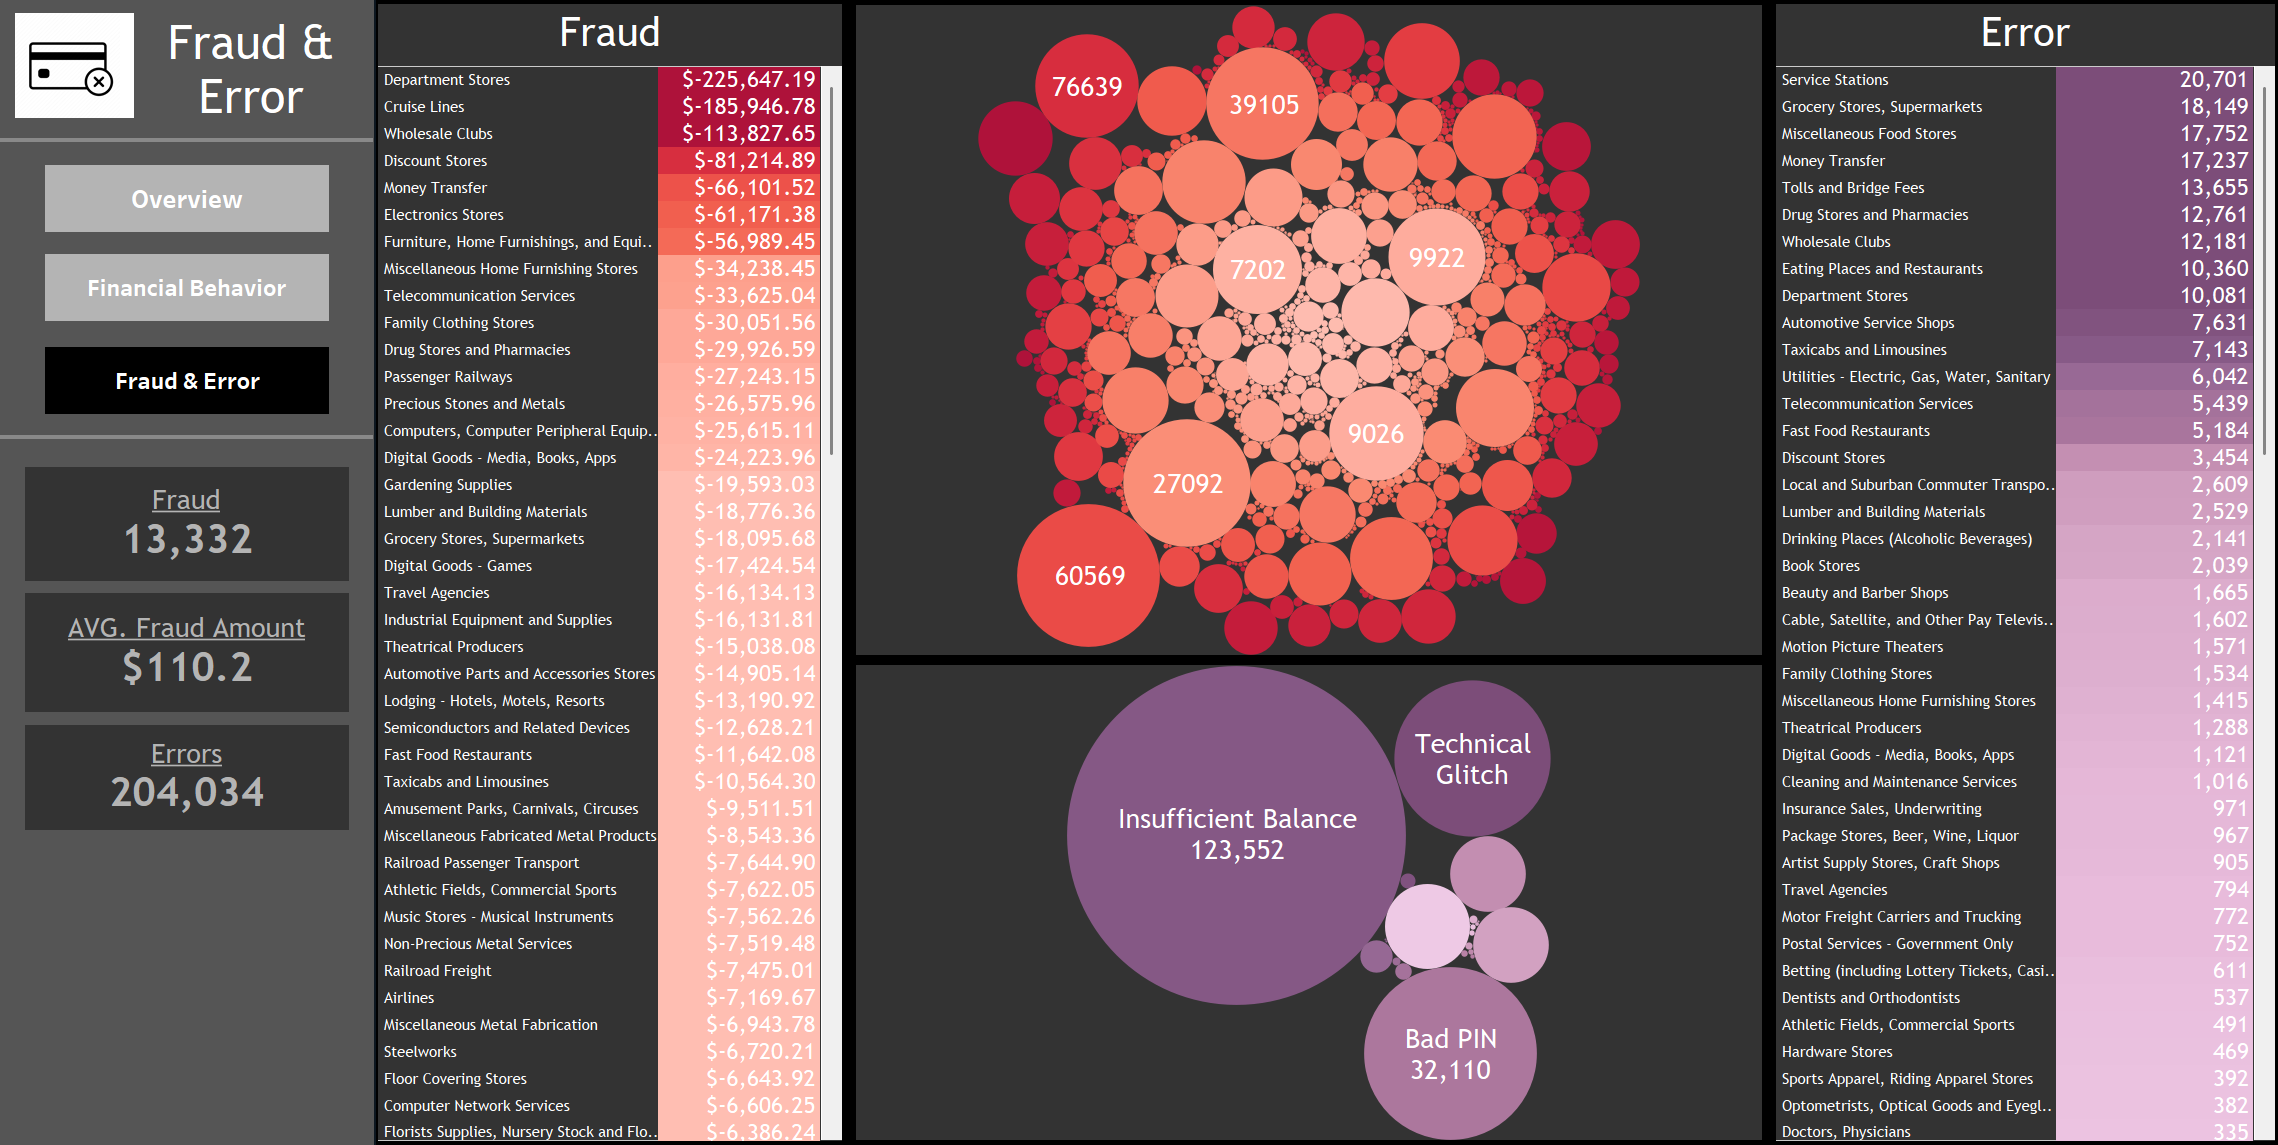 Fraud &
Error
Overview
Financial Behavior
Fraud & Error
Fraud
13,332
AVG. Fraud Amount
$110.2
Errors
204,034
Fraud
Department Stores $-225,647.19
Cruise Lines $-185,946.78
Wholesale Clubs $-113,827.65
Discount Stores $-81,214.89
Money Transfer $-66,101.52
Electronics Stores $-61,171.38
Furniture, Home Furnishings, and Equi.. $-56,989.45
Miscellaneous Home Furnishing Stores $-34,238.45
Telecommunication Services $-33,625.04
Family Clothing Stores $-30,051.56
Drug Stores and Pharmacies $-29,926.59
Passenger Railways $-27,243.15
Precious Stones and Metals $-26,575.96
Computers, Computer Peripheral Equip.. $-25,615.11
Digital Goods - Media, Books, Apps $-24,223.96
Gardening Supplies $-19,593.03
Lumber and Building Materials $-18,776.36
Grocery Stores, Supermarkets $-18,095.68
Digital Goods - Games $-17,424.54
Travel Agencies $-16,134.13
Industrial Equipment and Supplies $-16,131.81
Theatrical Producers $-15,038.08
Automotive Parts and Accessories Stores $-14,905.14
Lodging - Hotels, Motels, Resorts $-13,190.92
Semiconductors and Related Devices $-12,628.21
Fast Food Restaurants $-11,642.08
Taxicabs and Limousines $-10,564.30
Amusement Parks, Carnivals, Circuses $-9,511.51
Miscellaneous Fabricated Metal Products $-8,543.36
Railroad Passenger Transport $-7,644.90
Athletic Fields, Commercial Sports $-7,622.05
Music Stores - Musical Instruments $-7,562.26
Non-Precious Metal Services $-7,519.48
Railroad Freight $-7,475.01
Airlines $-7,169.67
Miscellaneous Metal Fabrication $-6,943.78
Steelworks $-6,720.21
Floor Covering Stores $-6,643.92
Computer Network Services $-6,606.25
Florists Supplies, Nursery Stock and Flo.. $-6,386.24
76639
39105
7202
9922
9026
27092
60569
Technical
Glitch
Insufficient Balance
123,552
Bad PIN
32,110
Error
Service Stations 20,701
Grocery Stores, Supermarkets 18,149
Miscellaneous Food Stores 17,752
Money Transfer 17,237
Tolls and Bridge Fees 13,655
Drug Stores and Pharmacies 12,761
Wholesale Clubs 12,181
Eating Places and Restaurants 10,360
Department Stores 10,081
Automotive Service Shops 7,631
Taxicabs and Limousines 7,143
Utilities - Electric, Gas, Water, Sanitary 6,042
Telecommunication Services 5,439
Fast Food Restaurants 5,184
Discount Stores 3,454
Local and Suburban Commuter Transpo.. 2,609
Lumber and Building Materials 2,529
Drinking Places (Alcoholic Beverages) 2,141
Book Stores 2,039
Beauty and Barber Shops 1,665
Cable, Satellite, and Other Pay Televis.. 1,602
Motion Picture Theaters 1,571
Family Clothing Stores 1,534
Miscellaneous Home Furnishing Stores 1,415
Theatrical Producers 1,288
Digital Goods - Media, Books, Apps 1,121
Cleaning and Maintenance Services 1,016
Insurance Sales, Underwriting 971
Package Stores, Beer, Wine, Liquor 967
Artist Supply Stores, Craft Shops 905
Travel Agencies 794
Motor Freight Carriers and Trucking 772
Postal Services - Government Only 752
Betting (including Lottery Tickets, Casi.. 611
Dentists and Orthodontists 537
Athletic Fields, Commercial Sports 491
Hardware Stores 469
Sports Apparel, Riding Apparel Stores 392
Optometrists, Optical Goods and Eyegl.. 382
Doctors, Physicians 335